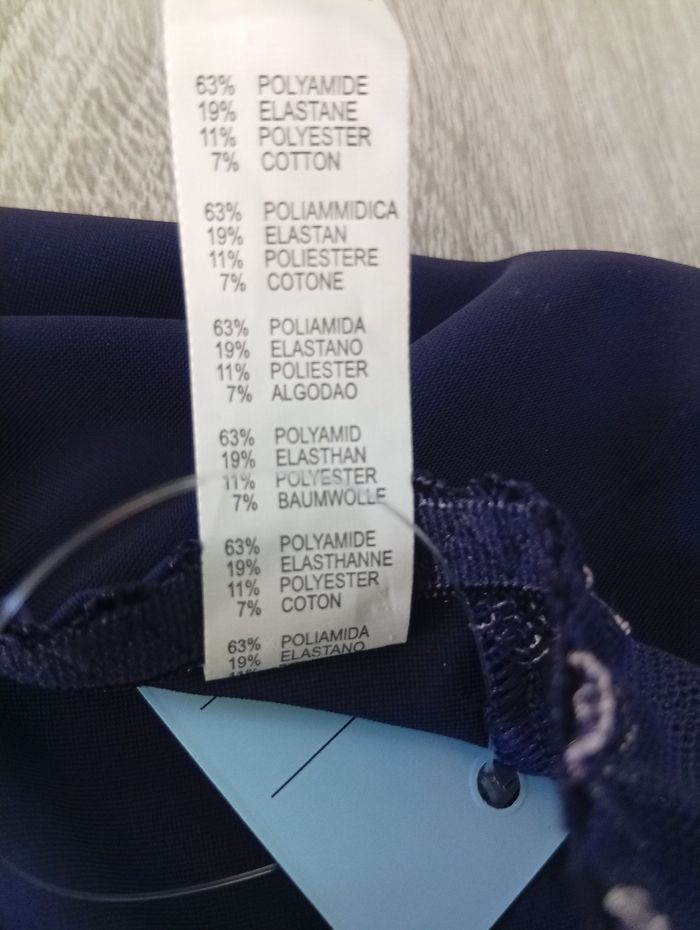 63% POLYAMIDE
19% ELASTANE
11% POLYESTER
7% COTTON
63% POLIAMMIDICA
19% ELASTAN
11% POLIESTERE
7% COTONE
63% POLIAMIDA
19% ELASTANO
11% POLIESTER
7% ALGODAO
63% POLYAMID
19% ELASTHAN
11% POLYESTER
7% BAUMWOLLE
63% POLYAMIDE
19% ELASTHANNE
11% POLYESTER
7% COTON
63% POLIAMIDA
19% ELASTANO